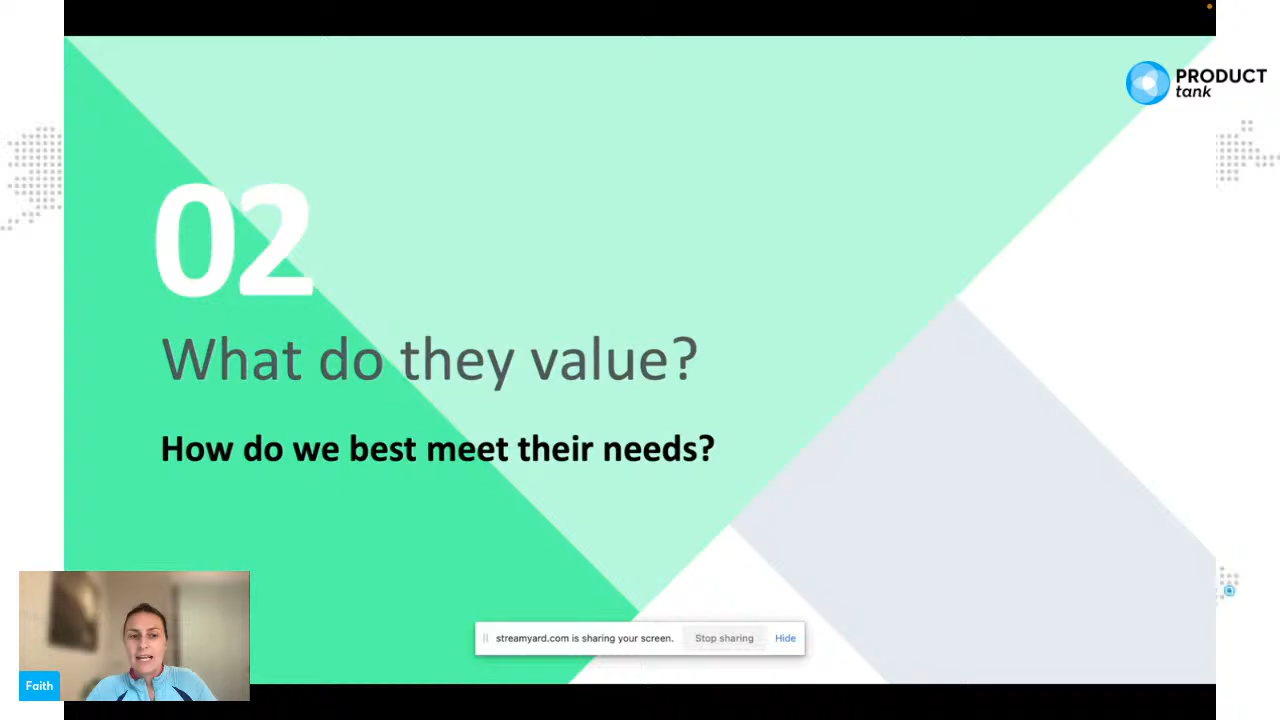 PRODUCT
tank
02
What do they value?
How do we best meet their needs?
streamyard.com is sharing your screen. Stop sharing Hide
Faith